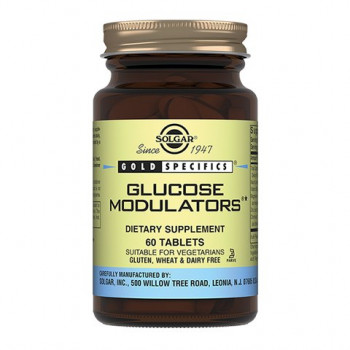 SOLGAR®
Since 1947
GOLD SPECIFICS®
GLUCOSE
MODULATORS**
DIETARY SUPPLEMENT
60 TABLETS
SUITABLE FOR VEGETARIANS
GLUTEN, WHEAT & DAIRY FREE
CAREFULLY MANUFACTURED BY:
SOLGAR, INC., 500 WILLOW TREE ROAD, LEONIA, N.J. 07605